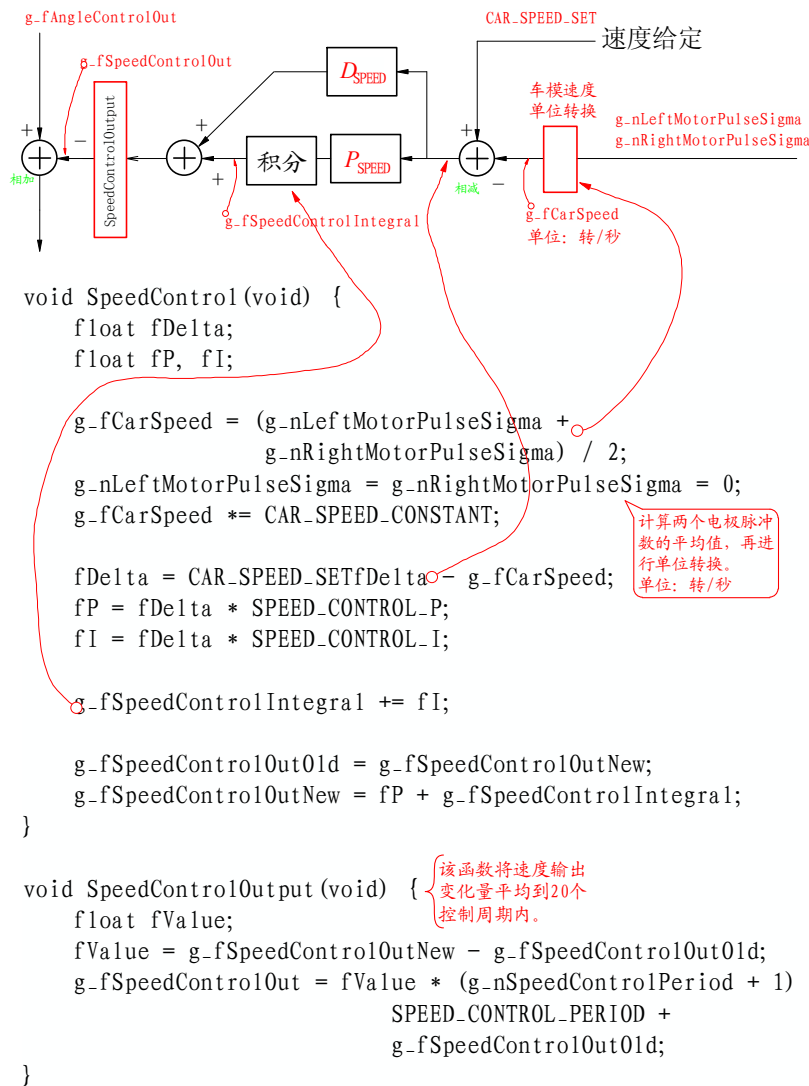 g_fAngleControlOut
CAR_SPEED_SET
速度给定
g_fSpeedControlOut
D SPEED
车模速度
单位转换
g_nLeftMotorPulseSigma
g_nRightMotorPulseSigma
+
−
+
+
SpeedControlOutput
积分
P SPEED
相加
+
相减
−
g_fSpeedControlIntegral
g_fCarSpeed
单位: 转/秒
void SpeedControl(void) {
float fDelta;
float fP, fI;
g_fCarSpeed = (g_nLeftMotorPulseSigma +
g_nRightMotorPulseSigma) / 2;
g_nLeftMotorPulseSigma = g_nRightMotorPulseSigma = 0;
g_fCarSpeed *= CAR_SPEED_CONSTANT;
计算两个电极脉冲
数的平均值，再进
行单位转换。
单位: 转/秒
fDelta = CAR_SPEED_SETfDelta - g_fCarSpeed;
fP = fDelta * SPEED_CONTROL_P;
fI = fDelta * SPEED_CONTROL_I;
g_fSpeedControlIntegral += fI;
g_fSpeedControlOutOld = g_fSpeedControlOutNew;
g_fSpeedControlOutNew = fP + g_fSpeedControlIntegral;
}
void SpeedControlOutput(void) {
该函数将速度输出
变化量平均到20个
控制周期内。
float fValue;
fValue = g_fSpeedControlOutNew - g_fSpeedControlOutOld;
g_fSpeedControlOut = fValue * (g_nSpeedControlPeriod + 1)
SPEED_CONTROL_PERIOD +
g_fSpeedControlOutOld;
}